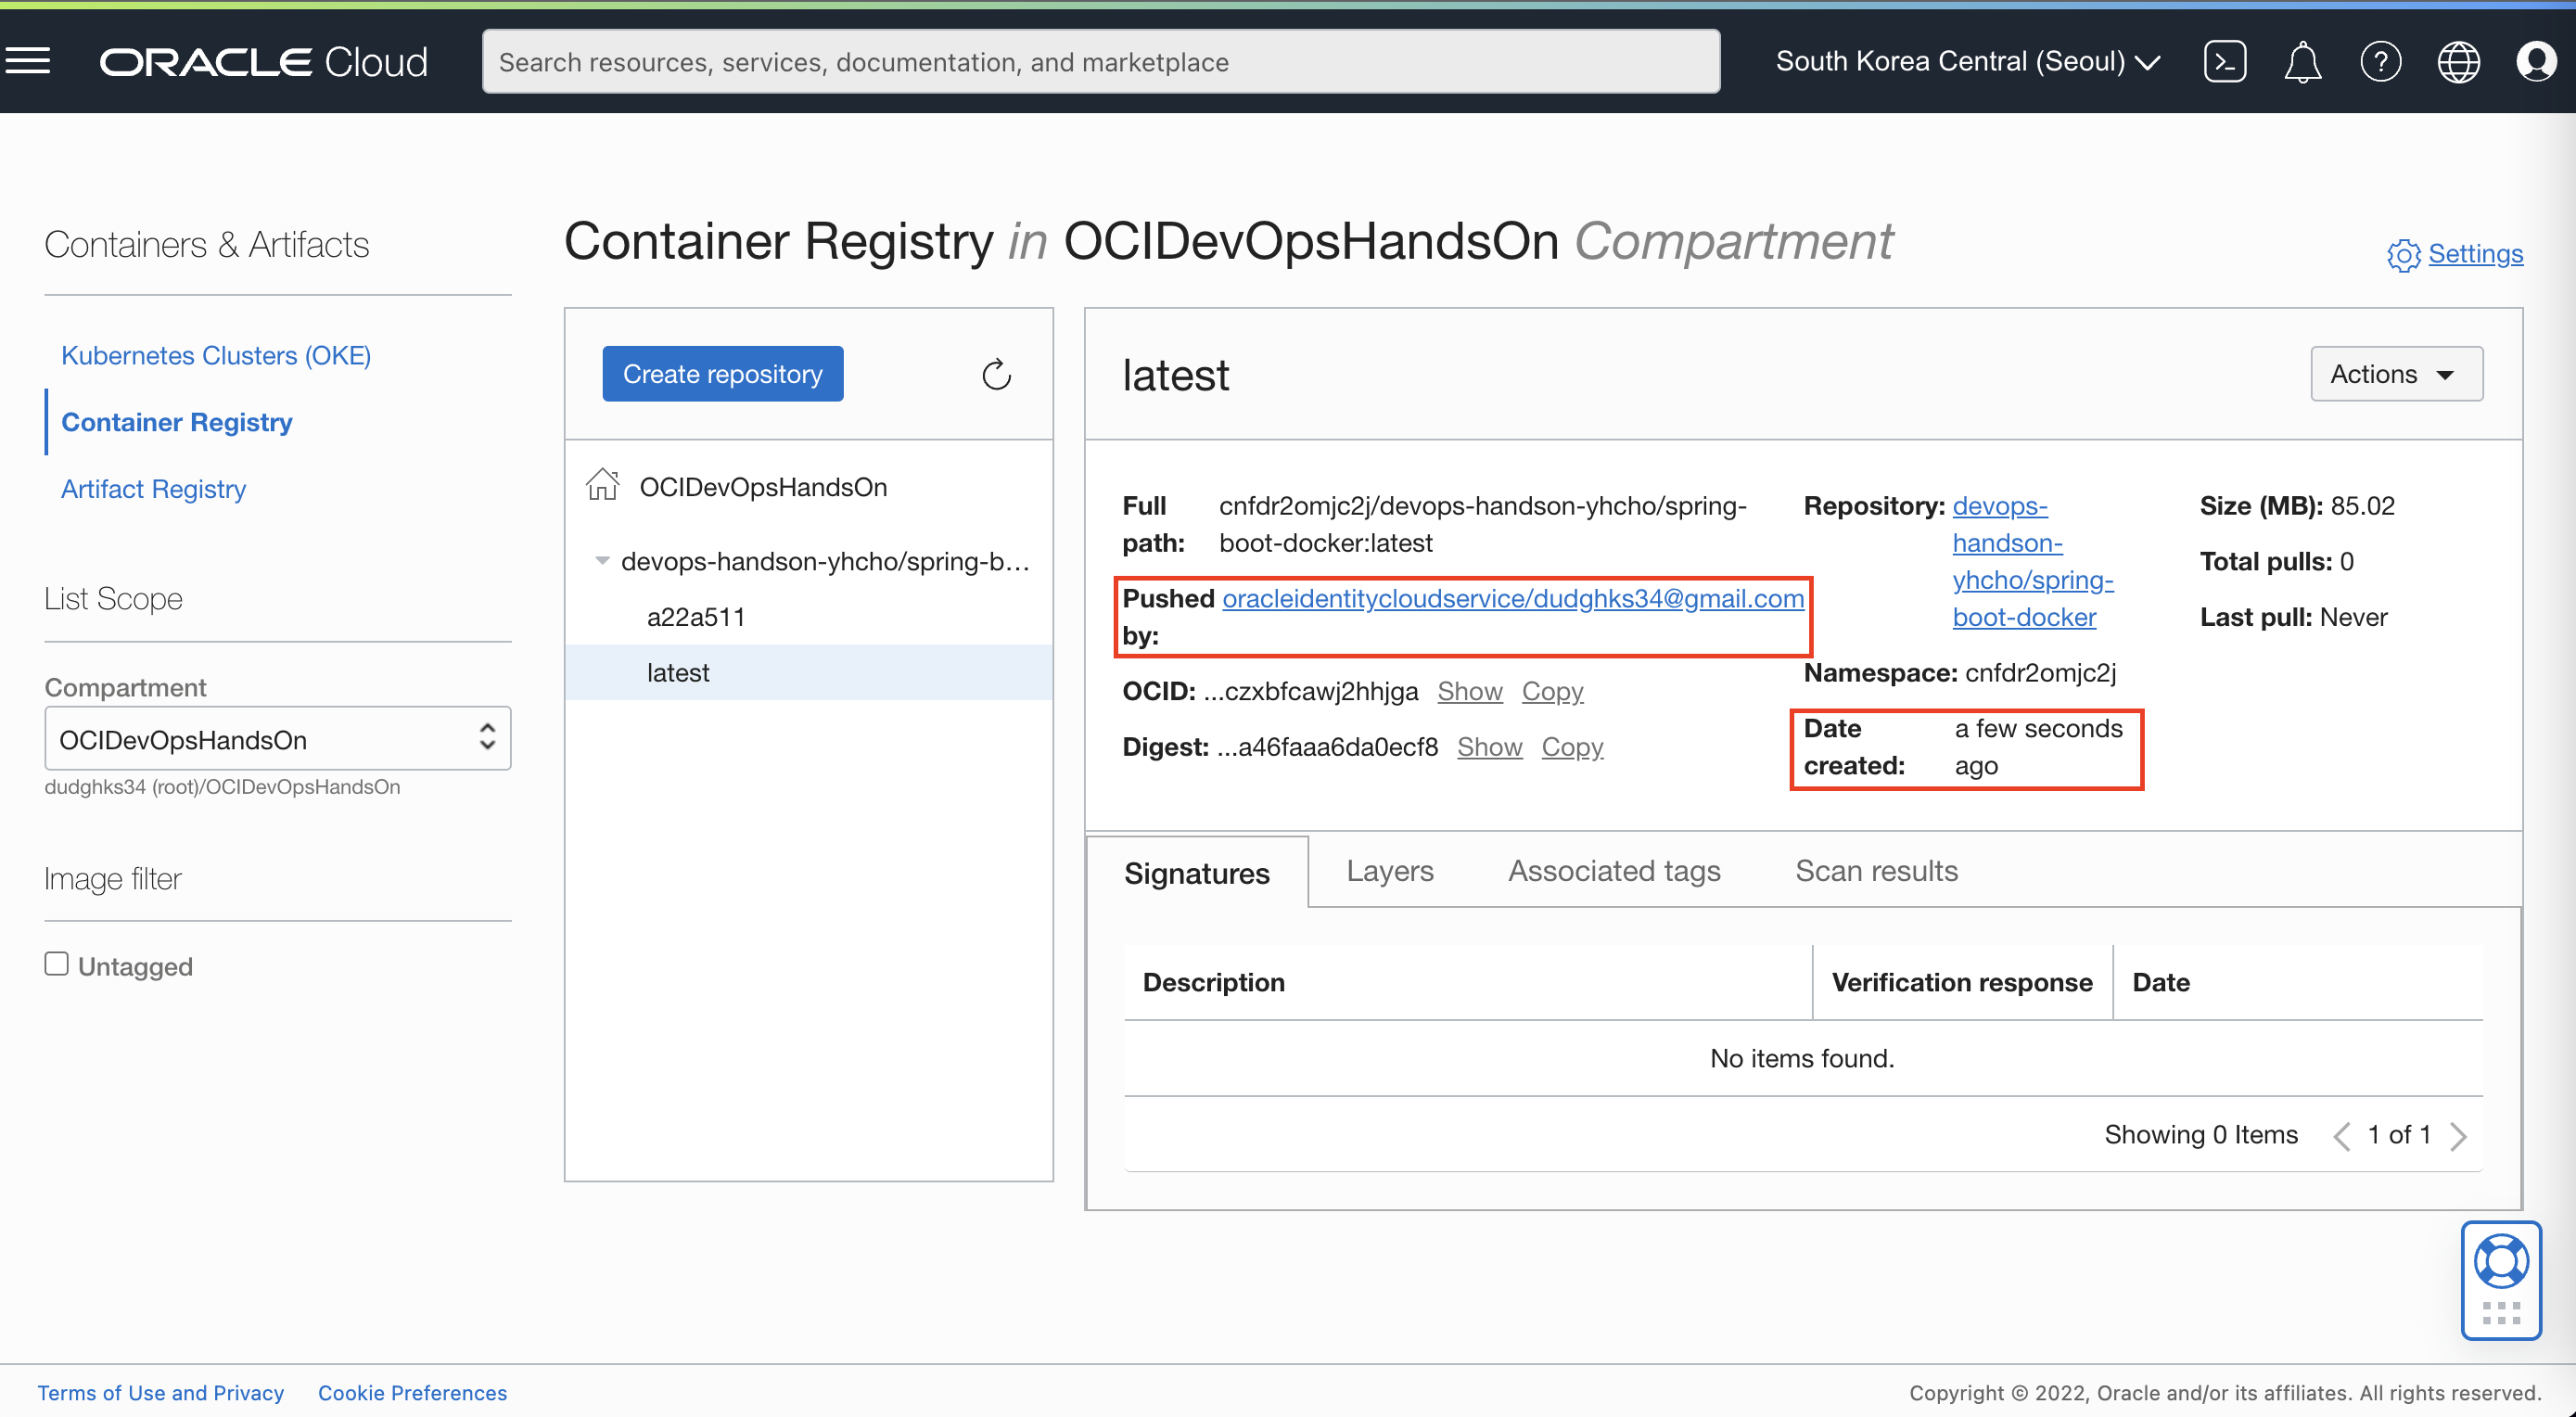 ORACLE Cloud
Search resources, services, documentation, and marketplace
South Korea Central (Seoul)
Containers & Artifacts
Kubernetes Clusters (OKE)
Container Registry
Artifact Registry
List Scope
Compartment
OCIDevOpsHandsOn
dudghks34 (root)/OCIDevOpsHandsOn
Image filter
Untagged
Container Registry in OCIDevOpsHandsOn Compartment
Settings
Create repository
OCIDevOpsHandsOn
devops-handson-yhcho/spring-b...
a22a511
latest
latest
Actions
Full path: cnfdr2omjc2j/devops-handson-yhcho/spring-
boot-docker:latest
Pushed by: oracleidentitycloudservice/dudghks34@gmail.com
OCID: ...czxbfcawj2hhjga Show Copy
Digest: ...a46faaa6da0ecf8 Show Copy
Repository: devops-
handson-
yhcho/spring-
boot-docker
Namespace: cnfdr2omjc2j
Date created: a few seconds
ago
Size (MB): 85.02
Total pulls: 0
Last pull: Never
Signatures
Layers
Associated tags
Scan results
Description Verification response Date
No items found.
Showing 0 Items 1 of 1
Terms of Use and Privacy Cookie Preferences
Copyright © 2022, Oracle and/or its affiliates. All rights reserved.